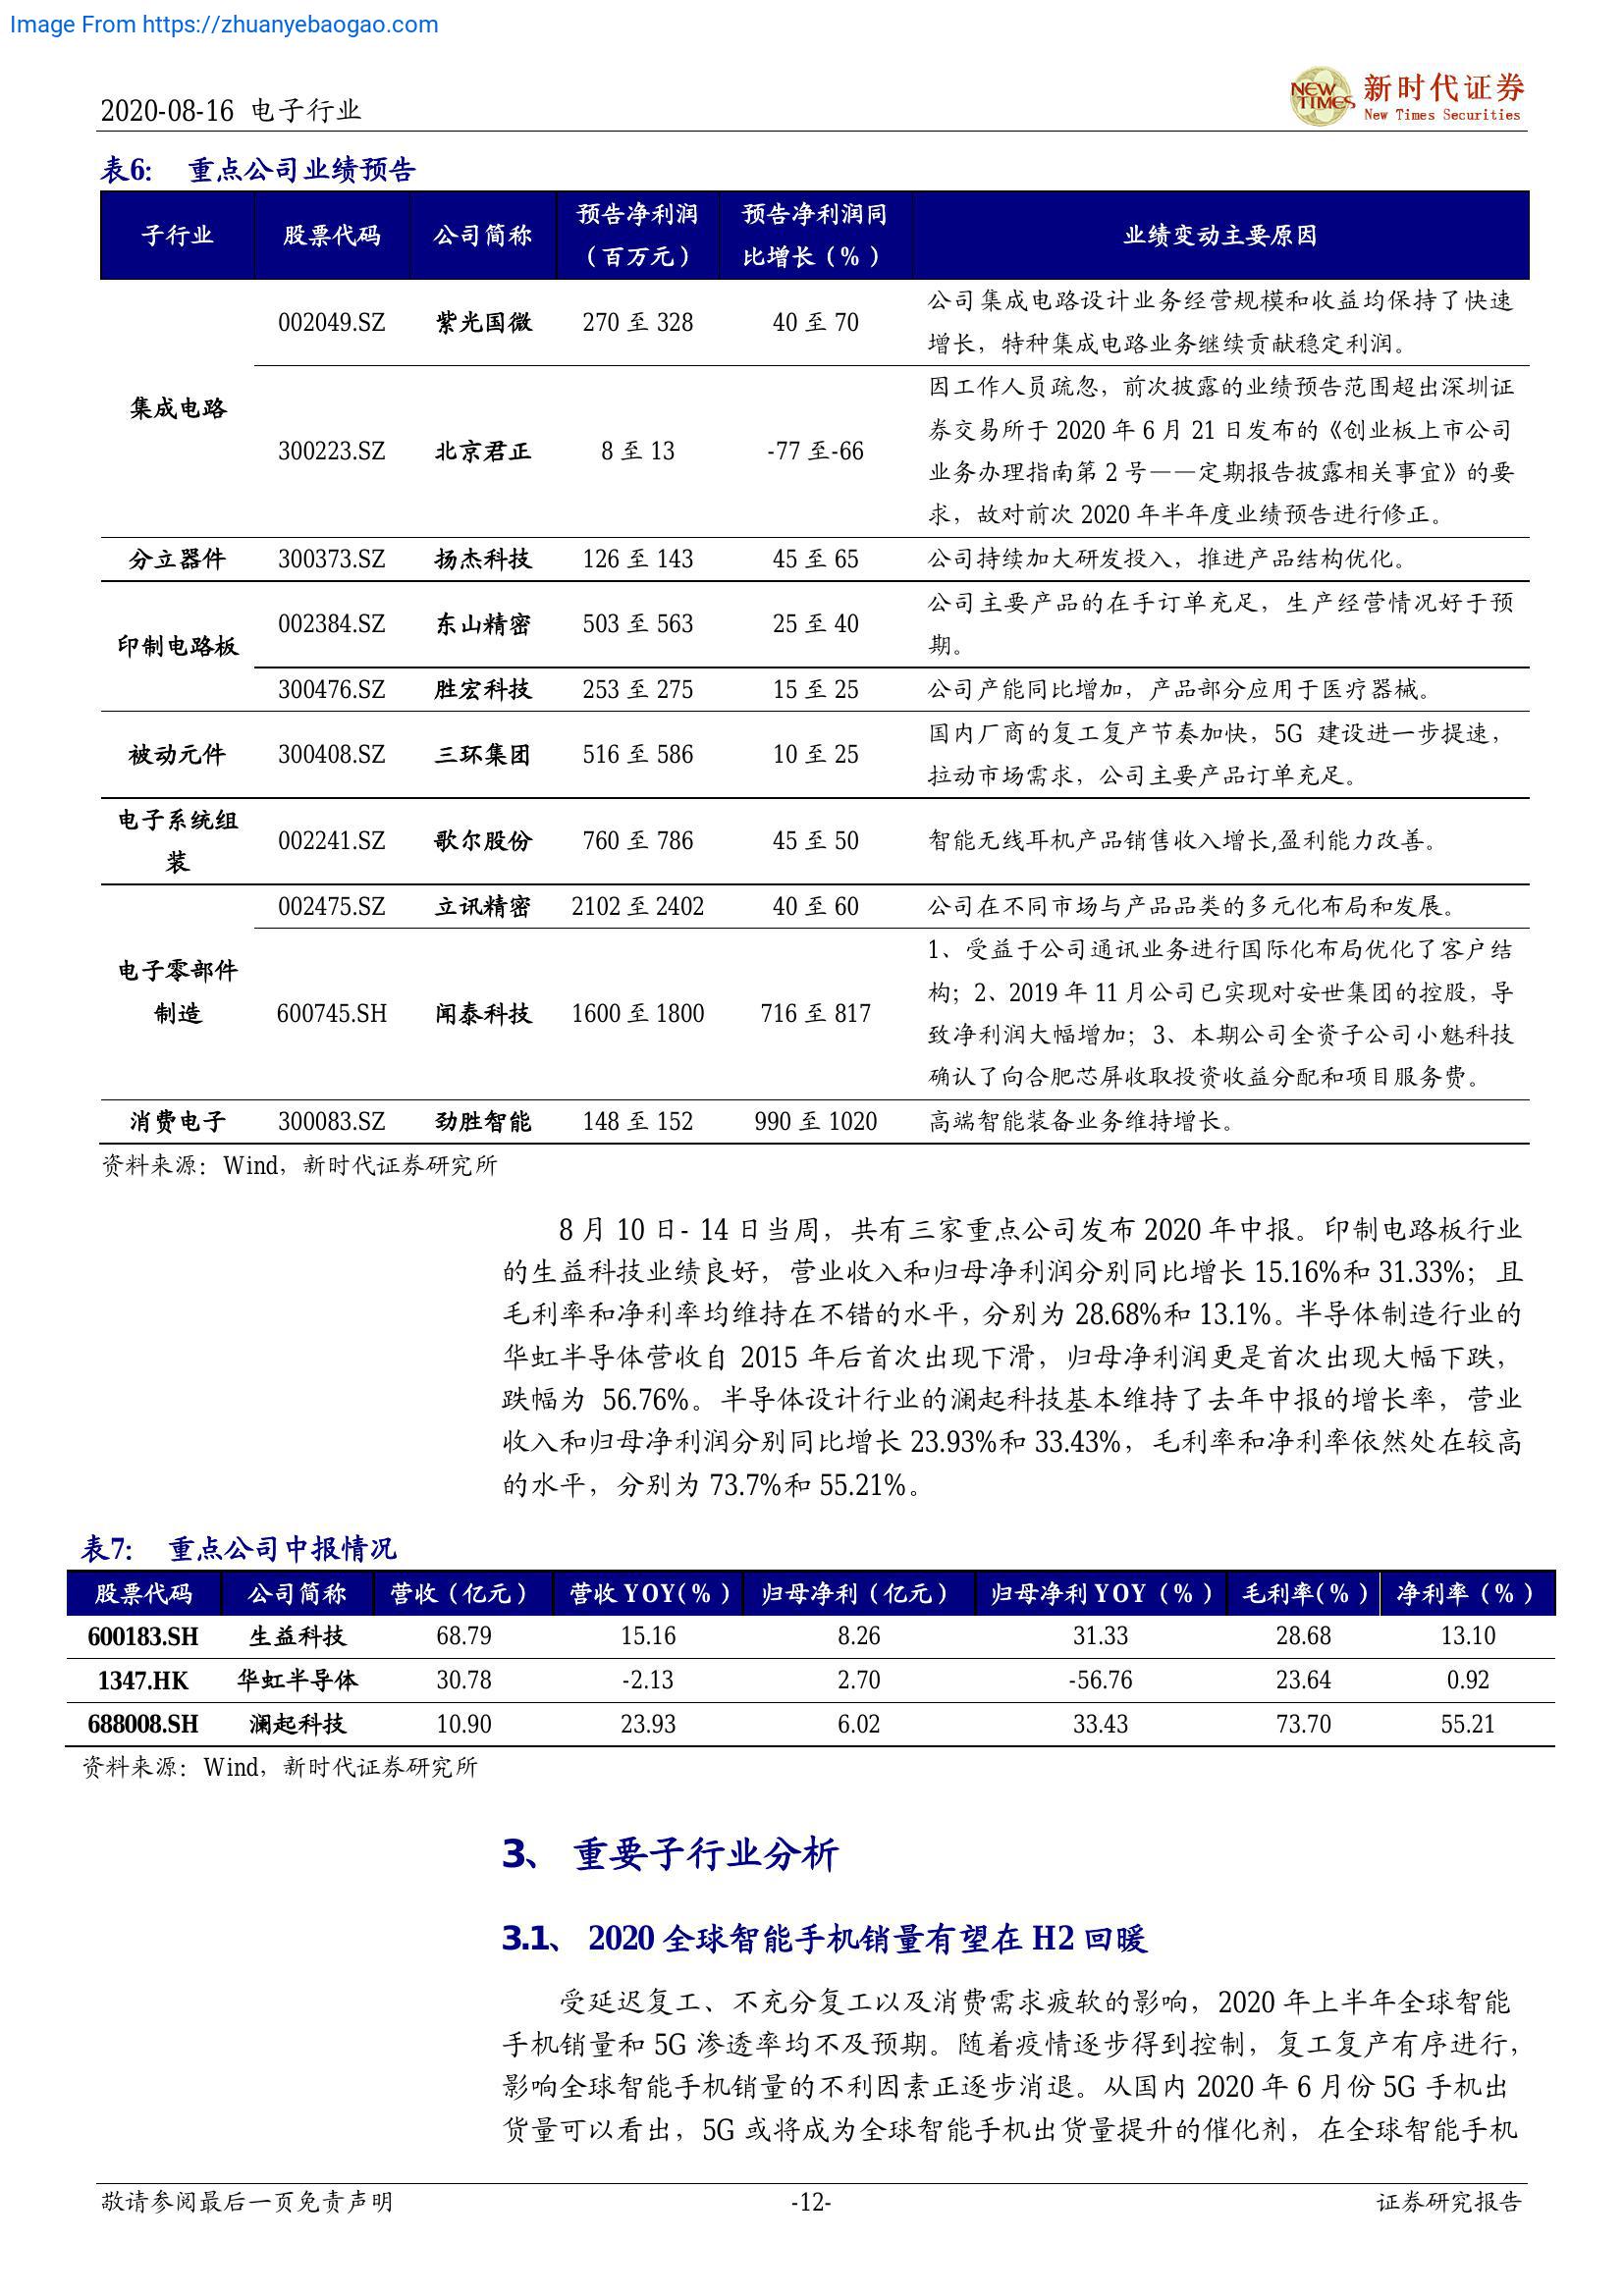 Image From https://zhuanyebaogao.com
2020-08-16 电子行业
NEW TIMES 新时代证券
New Times Securities
表6: 重点公司业绩预告
子行业 股票代码 公司简称 预告净利润（百万元） 预告净利润同比增长（%） 业绩变动主要原因
集成电路
002049.SZ 紫光国微 270 至 328 40 至 70
公司集成电路设计业务经营规模和收益均保持了快速
增长，特种集成电路业务继续贡献稳定利润。
300223.SZ 北京君正 8 至 13 -77 至-66
因工作人员疏忽，前次披露的业绩预告范围超出深圳证
券交易所于 2020 年 6 月 21 日发布的《创业板上市公司
业务办理指南第 2 号——定期报告披露相关事宜》的要
求，故对前次 2020 年半年度业绩预告进行修正。
分立器件 300373.SZ 扬杰科技 126 至 143 45 至 65 公司持续加大研发投入，推进产品结构优化。
印制电路板
002384.SZ 东山精密 503 至 563 25 至 40
公司主要产品的在手订单充足，生产经营情况好于预
期。
300476.SZ 胜宏科技 253 至 275 15 至 25 公司产能同比增加，产品部分应用于医疗器械。
被动元件 300408.SZ 三环集团 516 至 586 10 至 25
国内厂商的复工复产节奏加快，5G 建设进一步提速，
拉动市场需求，公司主要产品订单充足。
电子系统组
装
002241.SZ 歌尔股份 760 至 786 45 至 50 智能无线耳机产品销售收入增长,盈利能力改善。
电子零部件
制造
002475.SZ 立讯精密 2102 至 2402 40 至 60 公司在不同市场与产品品类的多元化布局和发展。
600745.SH 闻泰科技 1600 至 1800 716 至 817
1、受益于公司通讯业务进行国际化布局优化了客户结
构；2、2019 年 11 月公司已实现对安世集团的控股，导
致净利润大幅增加；3、本期公司全资子公司小魅科技
确认了向合肥芯屏收取投资收益分配和项目服务费。
消费电子 300083.SZ 劲胜智能 148 至 152 990 至 1020 高端智能装备业务维持增长。
资料来源：Wind，新时代证券研究所
8 月 10 日- 14 日当周，共有三家重点公司发布 2020 年中报。印制电路板行业
的生益科技业绩良好，营业收入和归母净利润分别同比增长 15.16%和 31.33%；且
毛利率和净利率均维持在不错的水平，分别为 28.68%和 13.1%。半导体制造行业的
华虹半导体营收自 2015 年后首次出现下滑，归母净利润更是首次出现大幅下跌，
跌幅为 56.76%。半导体设计行业的澜起科技基本维持了去年中报的增长率，营业
收入和归母净利润分别同比增长 23.93%和 33.43%，毛利率和净利率依然处在较高
的水平，分别为 73.7%和 55.21%。
表7: 重点公司中报情况
股票代码 公司简称 营收（亿元） 营收 YOY(%) 归母净利（亿元） 归母净利 YOY（%） 毛利率(%) 净利率（%）
600183.SH 生益科技 68.79 15.16 8.26 31.33 28.68 13.10
1347.HK 华虹半导体 30.78 -2.13 2.70 -56.76 23.64 0.92
688008.SH 澜起科技 10.90 23.93 6.02 33.43 73.70 55.21
资料来源：Wind，新时代证券研究所
3、 重要子行业分析
3.1、 2020 全球智能手机销量有望在 H2 回暖
受延迟复工、不充分复工以及消费需求疲软的影响，2020 年上半年全球智能
手机销量和 5G 渗透率均不及预期。随着疫情逐步得到控制，复工复产有序进行，
影响全球智能手机销量的不利因素正逐步消退。从国内 2020 年 6 月份 5G 手机出
货量可以看出，5G 或将成为全球智能手机出货量提升的催化剂，在全球智能手机
敬请参阅最后一页免责声明 -12- 证券研究报告